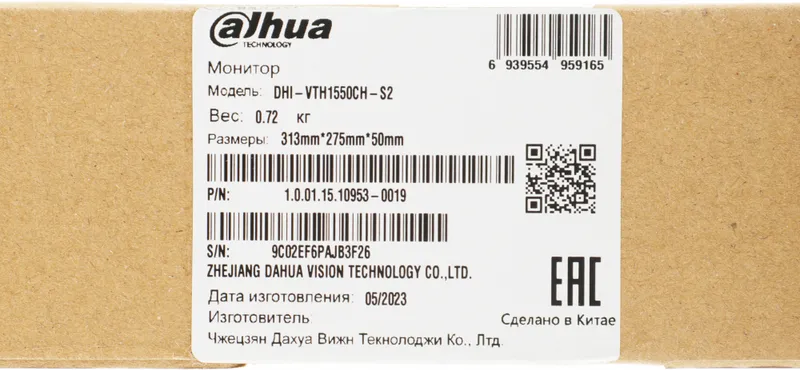 alhua
TECHNOLOGY
6 939554 959165
Монитор
Модель: DHI-VTH1550CH-S2
Вес: 0.72 кг
Размеры: 313mm*275mm*50mm
P/N: 1.0.01.15.10953-0019
S/N: 9C02EF6PAJB3F26
ZHEJIANG DAHUA VISION TECHNOLOGY CO.,LTD.
Дата изготовления: 05/2023
Изготовитель:
Чжецзян Дахуа Вижн Текнолоджи Ко., Лтд.
EAC
Сделано в Китае